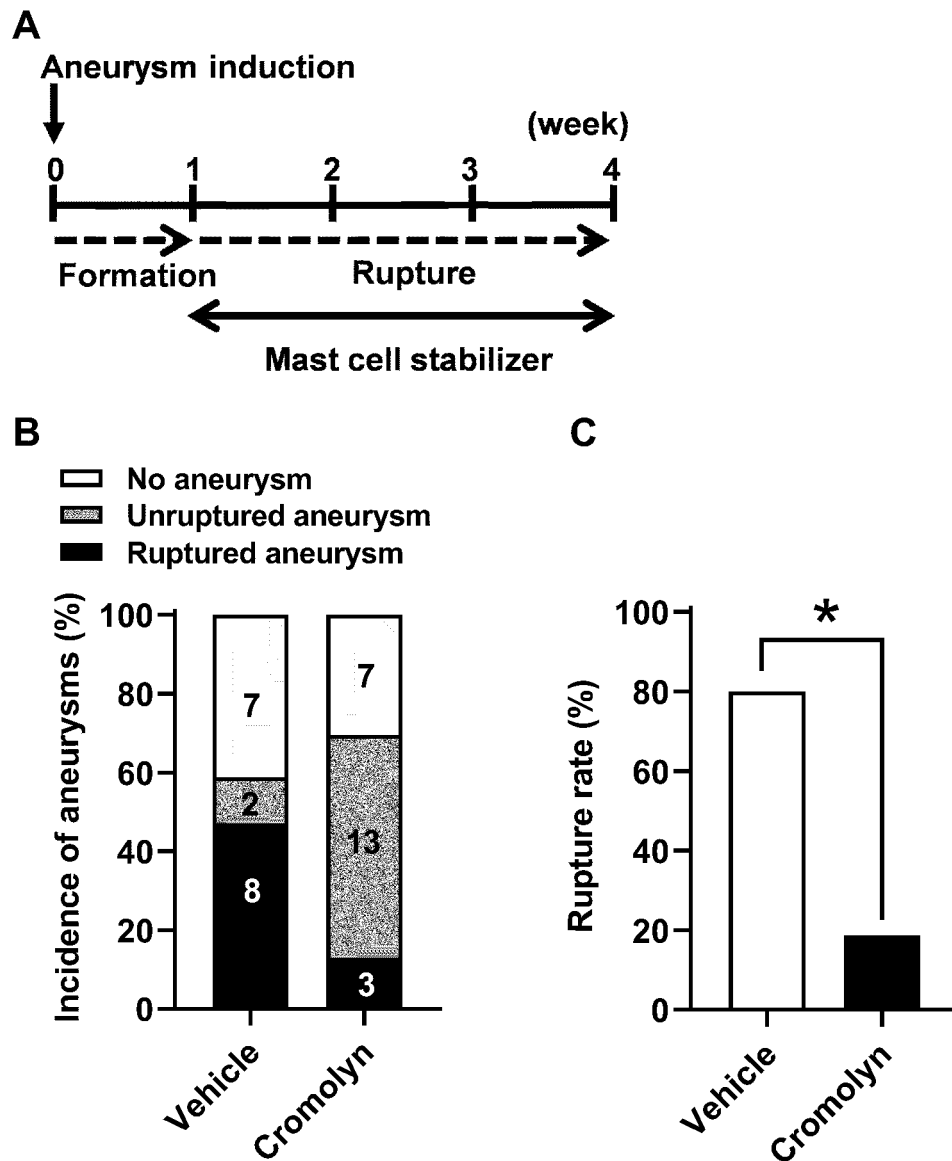 A
Aneurysm induction
(week)
0 1 2 3 4
Formation
Rupture
Mast cell stabilizer
B
No aneurysm
Unruptured aneurysm
Ruptured aneurysm
Incidence of aneurysms (%)
100
80
60
40
20
0
7
2
8
7
13
3
Vehicle
Cromolyn
C
Rupture rate (%)
100
80
60
40
20
0
*
Vehicle
Cromolyn